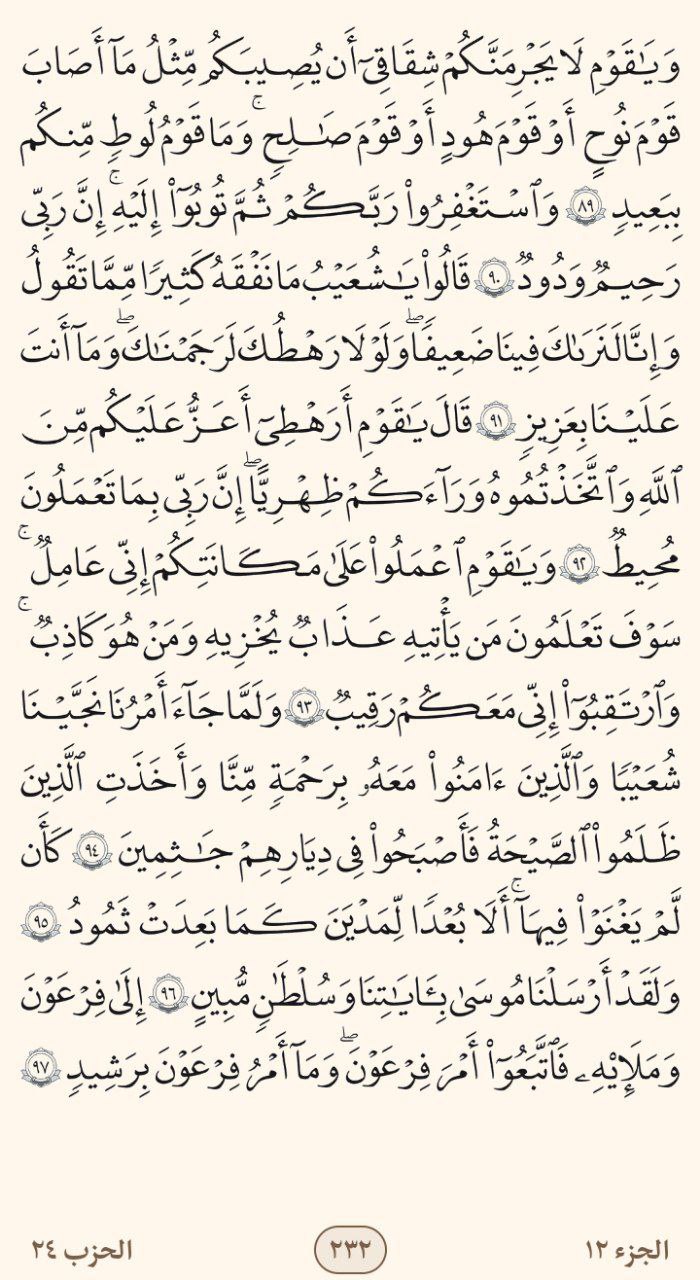 وَيَٰقَوْمِ لَا يَجْرِمَنَّكُمْ شِقَاقِىٓ أَن يُصِيبَكُم مِّثْلُ مَآ أَصَابَ
قَوْمَ نُوحٍ أَوْ قَوْمَ هُودٍ أَوْ قَوْمَ صَٰلِحٍ ۚ وَمَا قَوْمُ لُوطٍ مِّنكُم
بِبَعِيدٍ ٨٩ وَٱسْتَغْفِرُوا۟ رَبَّكُمْ ثُمَّ تُوبُوٓا۟ إِلَيْهِ ۚ إِنَّ رَبِّى
رَحِيمٌ وَدُودٌ ٩٠ قَالُوا۟ يَٰشُعَيْبُ مَا نَفْقَهُ كَثِيرًا مِّمَّا تَقُولُ
وَإِنَّا لَنَرَىٰكَ فِينَا ضَعِيفًا ۖ وَلَوْلَا رَهْطُكَ لَرَجَمْنَٰكَ ۖ وَمَآ أَنتَ
عَلَيْنَا بِعَزِيزٍ ٩١ قَالَ يَٰقَوْمِ أَرَهْطِىٓ أَعَزُّ عَلَيْكُم مِّنَ
ٱللَّهِ وَٱتَّخَذْتُمُوهُ وَرَآءَكُمْ ظِهْرِيًّا ۖ إِنَّ رَبِّى بِمَا تَعْمَلُونَ
مُحِيطٌ ٩٢ وَيَٰقَوْمِ ٱعْمَلُوا۟ عَلَىٰ مَكَانَتِكُمْ إِنِّى عَٰمِلٌ ۖ
سَوْفَ تَعْلَمُونَ مَن يَأْتِيهِ عَذَابٌ يُخْزِيهِ وَمَنْ هُوَ كَٰذِبٌ ۖ
وَٱرْتَقِبُوٓا۟ إِنِّى مَعَكُمْ رَقِيبٌ ٩٣ وَلَمَّا جَآءَ أَمْرُنَا نَجَّيْنَا
شُعَيْبًا وَٱلَّذِينَ ءَامَنُوا۟ مَعَهُۥ بِرَحْمَةٍ مِّنَّا وَأَخَذَتِ ٱلَّذِينَ
ظَلَمُوا۟ ٱلصَّيْحَةُ فَأَصْبَحُوا۟ فِى دِيَٰرِهِمْ جَٰثِمِينَ ٩٤ كَأَن
لَّمْ يَغْنَوْا۟ فِيهَآ ۗ أَلَا بُعْدًا لِّمَدْيَنَ كَمَا بَعِدَتْ ثَمُودُ ٩٥
وَلَقَدْ أَرْسَلْنَا مُوسَىٰ بِـَٔايَٰتِنَا وَسُلْطَٰنٍ مُّبِينٍ ٩٦ إِلَىٰ فِرْعَوْنَ
وَمَلَإِي۟هِۦ فَٱتَّبَعُوٓا۟ أَمْرَ فِرْعَوْنَ ۖ وَمَآ أَمْرُ فِرْعَوْنَ بِرَشِيدٍ ٩٧
الجزء ١٢
٢٣٢
الحزب ٢٤